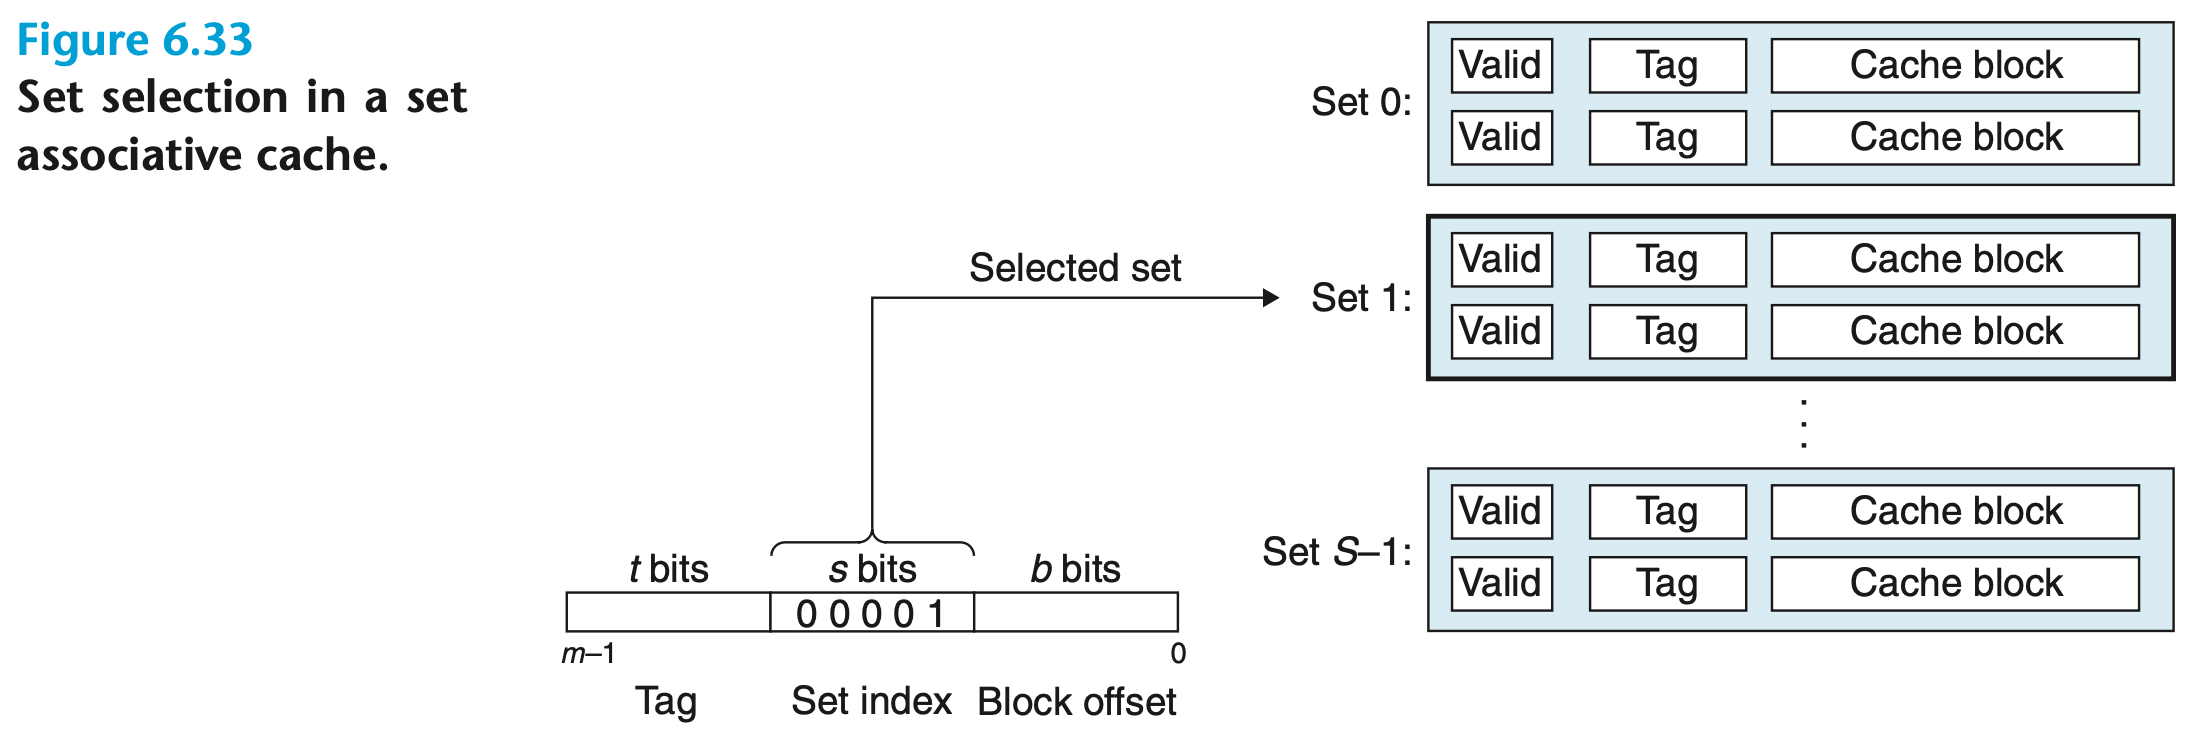 Figure 6.33
Set selection in a set
associative cache.
Set 0:
Valid Tag Cache block
Valid Tag Cache block
Selected set
Set 1:
Valid Tag Cache block
Valid Tag Cache block
⋮
Set S–1:
Valid Tag Cache block
Valid Tag Cache block
t bits s bits b bits
0 0 0 0 1
m–1 0
Tag Set index Block offset